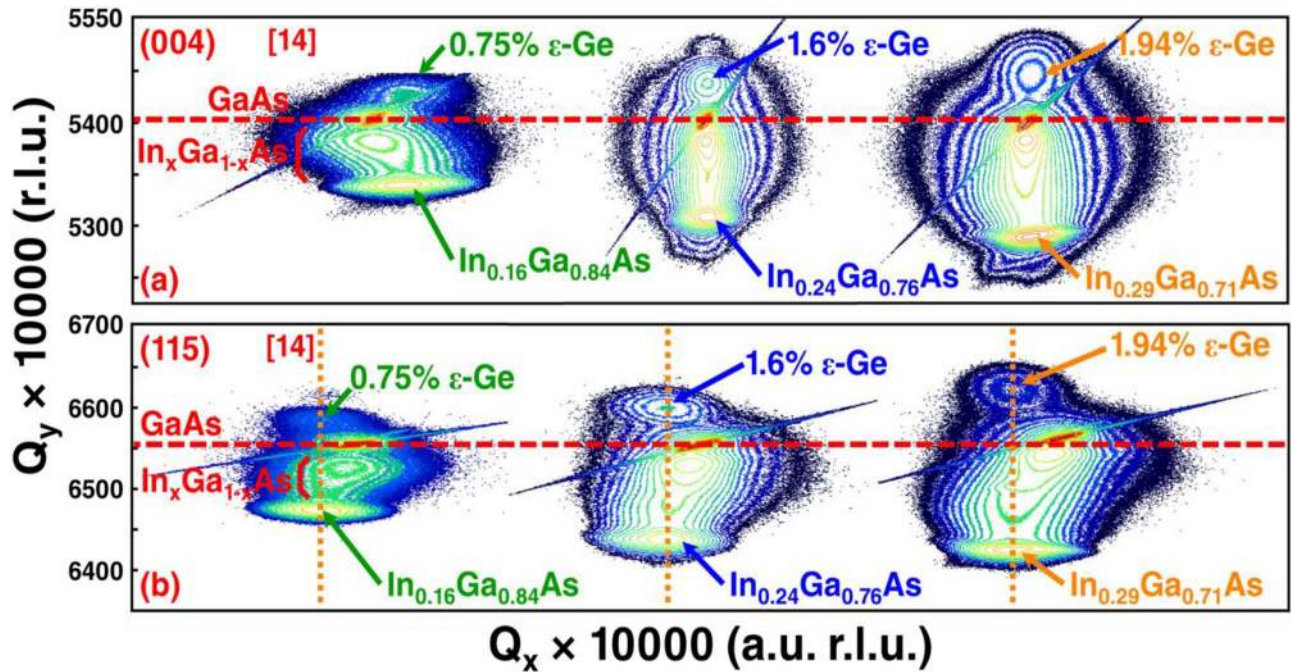 5550
(004) [14] 0.75% ε-Ge 1.6% ε-Ge 1.94% ε-Ge
GaAs
5400
InₓGa₁₋ₓAs
5300
In₀.₁₆Ga₀.₈₄As In₀.₂₄Ga₀.₇₆As In₀.₂₉Ga₀.₇₁As
(a)
6700
(115) [14] 0.75% ε-Ge 1.6% ε-Ge 1.94% ε-Ge
6600
GaAs
InₓGa₁₋ₓAs
6500
In₀.₁₆Ga₀.₈₄As In₀.₂₄Ga₀.₇₆As In₀.₂₉Ga₀.₇₁As
6400
(b)
Q_y × 10000 (r.l.u.)
Qₓ × 10000 (a.u. r.l.u.)